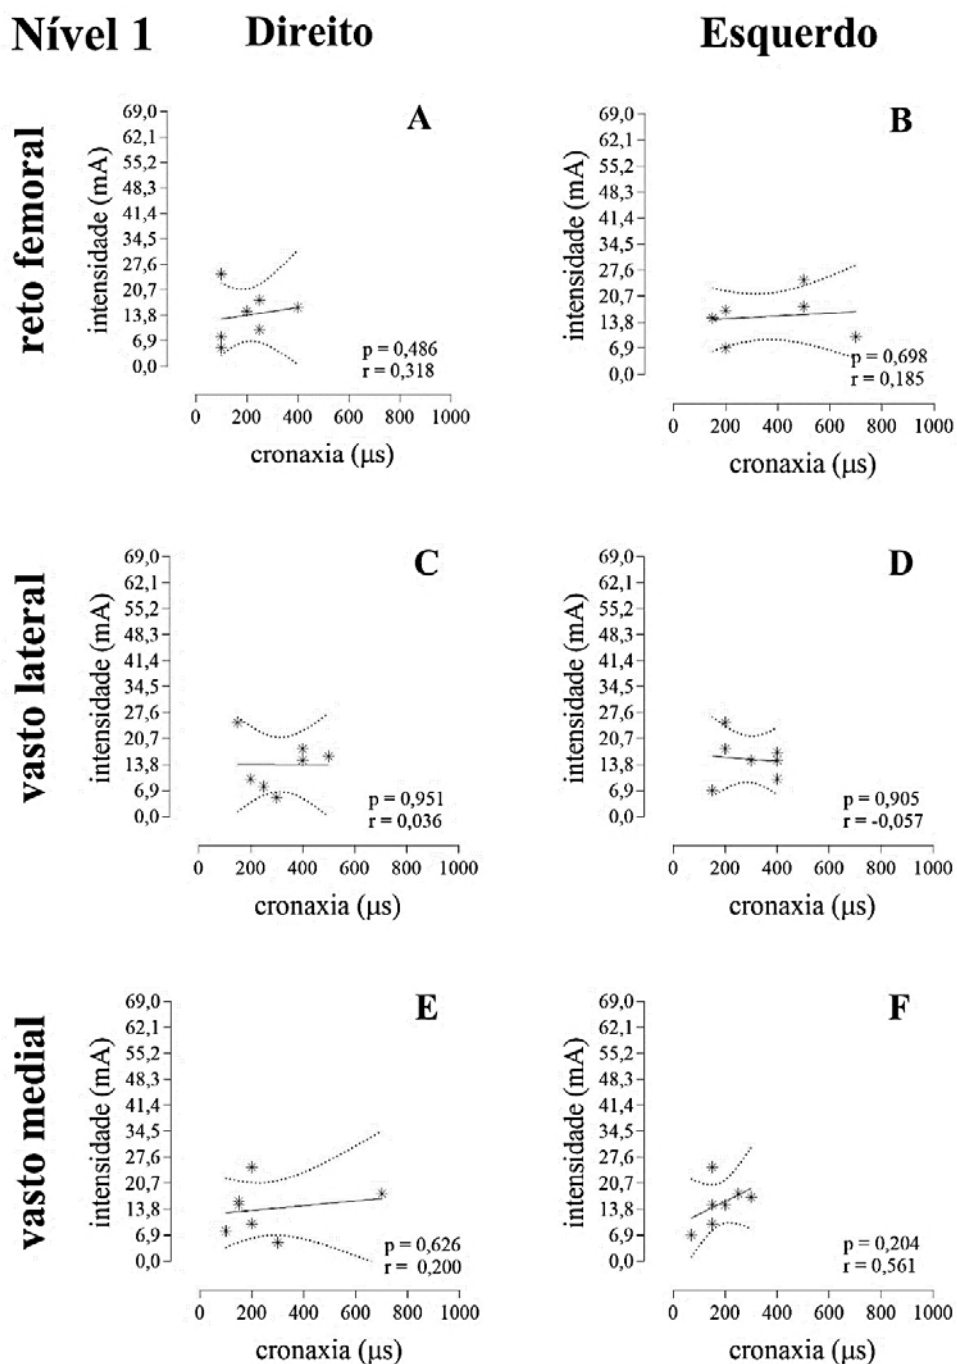 Nível 1
Direito
Esquerdo
reto femoral
A
intensidade (mA)
69,0
62,1
55,2
48,3
41,4
34,5
27,6
20,7
13,8
6,9
0,0
p = 0,486
r = 0,318
0 200 400 600 800 1000
cronaxia (μs)
B
intensidade (mA)
69,0
62,1
55,2
48,3
41,4
34,5
27,6
20,7
13,8
6,9
0,0
p = 0,698
r = 0,185
0 200 400 600 800 1000
cronaxia (μs)
vasto lateral
C
intensidade (mA)
69,0
62,1
55,2
48,3
41,4
34,5
27,6
20,7
13,8
6,9
0,0
p = 0,951
r = 0,036
0 200 400 600 800 1000
cronaxia (μs)
D
intensidade (mA)
69,0
62,1
55,2
48,3
41,4
34,5
27,6
20,7
13,8
6,9
0,0
p = 0,905
r = -0,057
0 200 400 600 800 1000
cronaxia (μs)
vasto medial
E
intensidade (mA)
69,0
62,1
55,2
48,3
41,4
34,5
27,6
20,7
13,8
6,9
0,0
p = 0,626
r = 0,200
0 200 400 600 800 1000
cronaxia (μs)
F
intensidade (mA)
69,0
62,1
55,2
48,3
41,4
34,5
27,6
20,7
13,8
6,9
0,0
p = 0,204
r = 0,561
0 200 400 600 800 1000
cronaxia (μs)